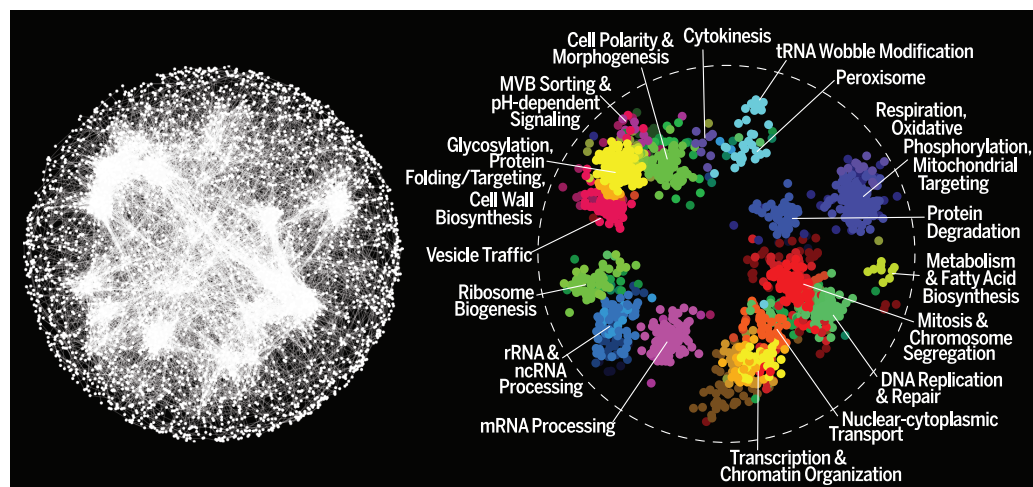 Cell Polarity &
Morphogenesis
Cytokinesis
tRNA Wobble Modification
Peroxisome
MVB Sorting &
pH-dependent
Signaling
Respiration,
Oxidative
Phosphorylation,
Mitochondrial
Targeting
Glycosylation,
Protein
Folding/Targeting,
Cell Wall
Biosynthesis
Protein
Degradation
Vesicle Traffic
Metabolism
& Fatty Acid
Biosynthesis
Ribosome
Biogenesis
Mitosis &
Chromosome
Segregation
rRNA &
ncRNA
Processing
DNA Replication
& Repair
mRNA Processing
Nuclear-cytoplasmic
Transport
Transcription &
Chromatin Organization